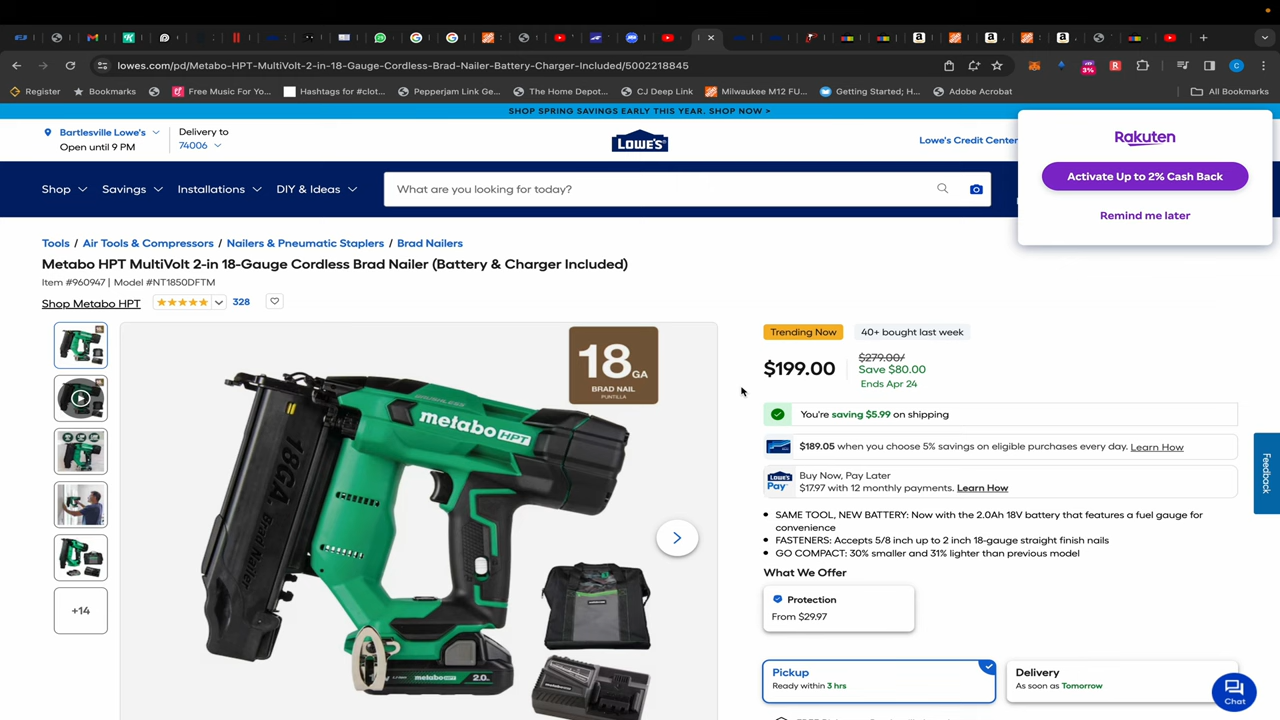 lowes.com/pd/Metabo-HPT-MultiVolt-2-in-18-Gauge-Cordless-Brad-Nailer-Battery-Charger-Included/5002218845
3%
C
Register
Bookmarks
Free Music For Yo...
Hashtags for #clot...
Pepperjam Link Ge...
The Home Depot...
CJ Deep Link
Milwaukee M12 FU...
Getting Started; H...
Adobe Acrobat
All Bookmarks
SHOP SPRING SAVINGS EARLY THIS YEAR. SHOP NOW >
Bartlesville Lowe's
Open until 9 PM
Delivery to
74006
LOWE'S
Lowe's Credit Center
Rakuten
Activate Up to 2% Cash Back
Remind me later
Shop
Savings
Installations
DIY & Ideas
What are you looking for today?
Tools / Air Tools & Compressors / Nailers & Pneumatic Staplers / Brad Nailers
Metabo HPT MultiVolt 2-in 18-Gauge Cordless Brad Nailer (Battery & Charger Included)
Item #960947 | Model #NT1850DFTM
Shop Metabo HPT
328
+14
18 GA
BRAD NAIL
PUNTILLA
BRUSHLESS
metabo HPT
18GA Brad Nailer
metabo HPT 2.0
Trending Now
40+ bought last week
$199.00
$279.00/
Save $80.00
Ends Apr 24
You're saving $5.99 on shipping
$189.05 when you choose 5% savings on eligible purchases every day. Learn How
Lowe's Pay
Buy Now, Pay Later
$17.97 with 12 monthly payments. Learn How
• SAME TOOL, NEW BATTERY: Now with the 2.0Ah 18V battery that features a fuel gauge for
convenience
• FASTENERS: Accepts 5/8 inch up to 2 inch 18-gauge straight finish nails
• GO COMPACT: 30% smaller and 31% lighter than previous model
What We Offer
Protection
From $29.97
Pickup
Ready within 3 hrs
Delivery
As soon as Tomorrow
Feedback
Chat